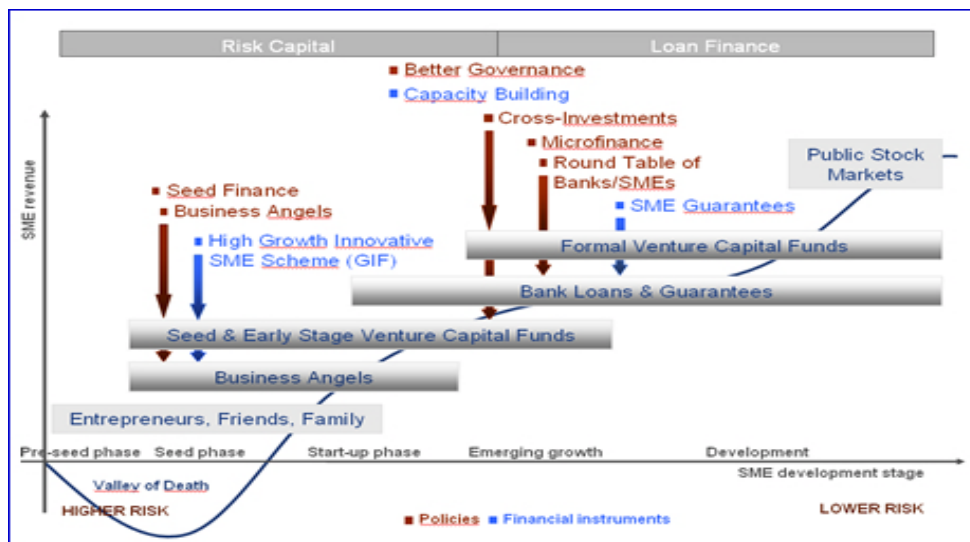 Risk Capital
Loan Finance
Better Governance
Capacity Building
Cross-Investments
Microfinance
Round Table of
Banks/SMEs
Public Stock
Markets
SME revenue
Seed Finance
Business Angels
SME Guarantees
High Growth Innovative
SME Scheme (GIF)
Formal Venture Capital Funds
Bank Loans & Guarantees
Seed & Early Stage Venture Capital Funds
Business Angels
Entrepreneurs, Friends, Family
Pre-seed phase
Seed phase
Start-up phase
Emerging growth
Development
SME development stage
Valley of Death
HIGHER RISK
LOWER RISK
Policies
Financial instruments